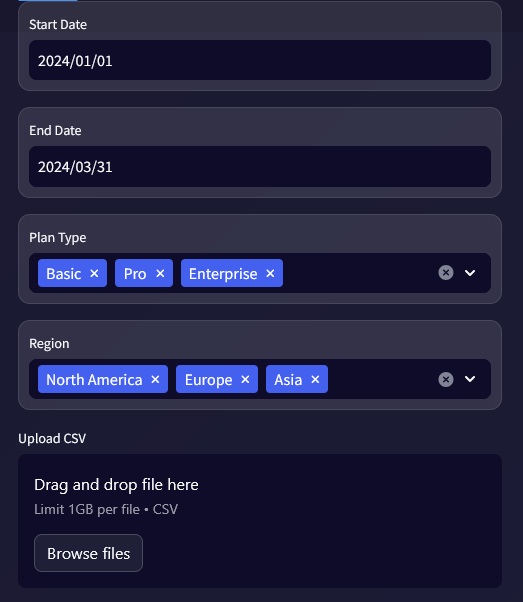 Start Date
2024/01/01
End Date
2024/03/31
Plan Type
Basic × Pro × Enterprise ×
Region
North America × Europe × Asia ×
Upload CSV
Drag and drop file here
Limit 1GB per file • CSV
Browse files